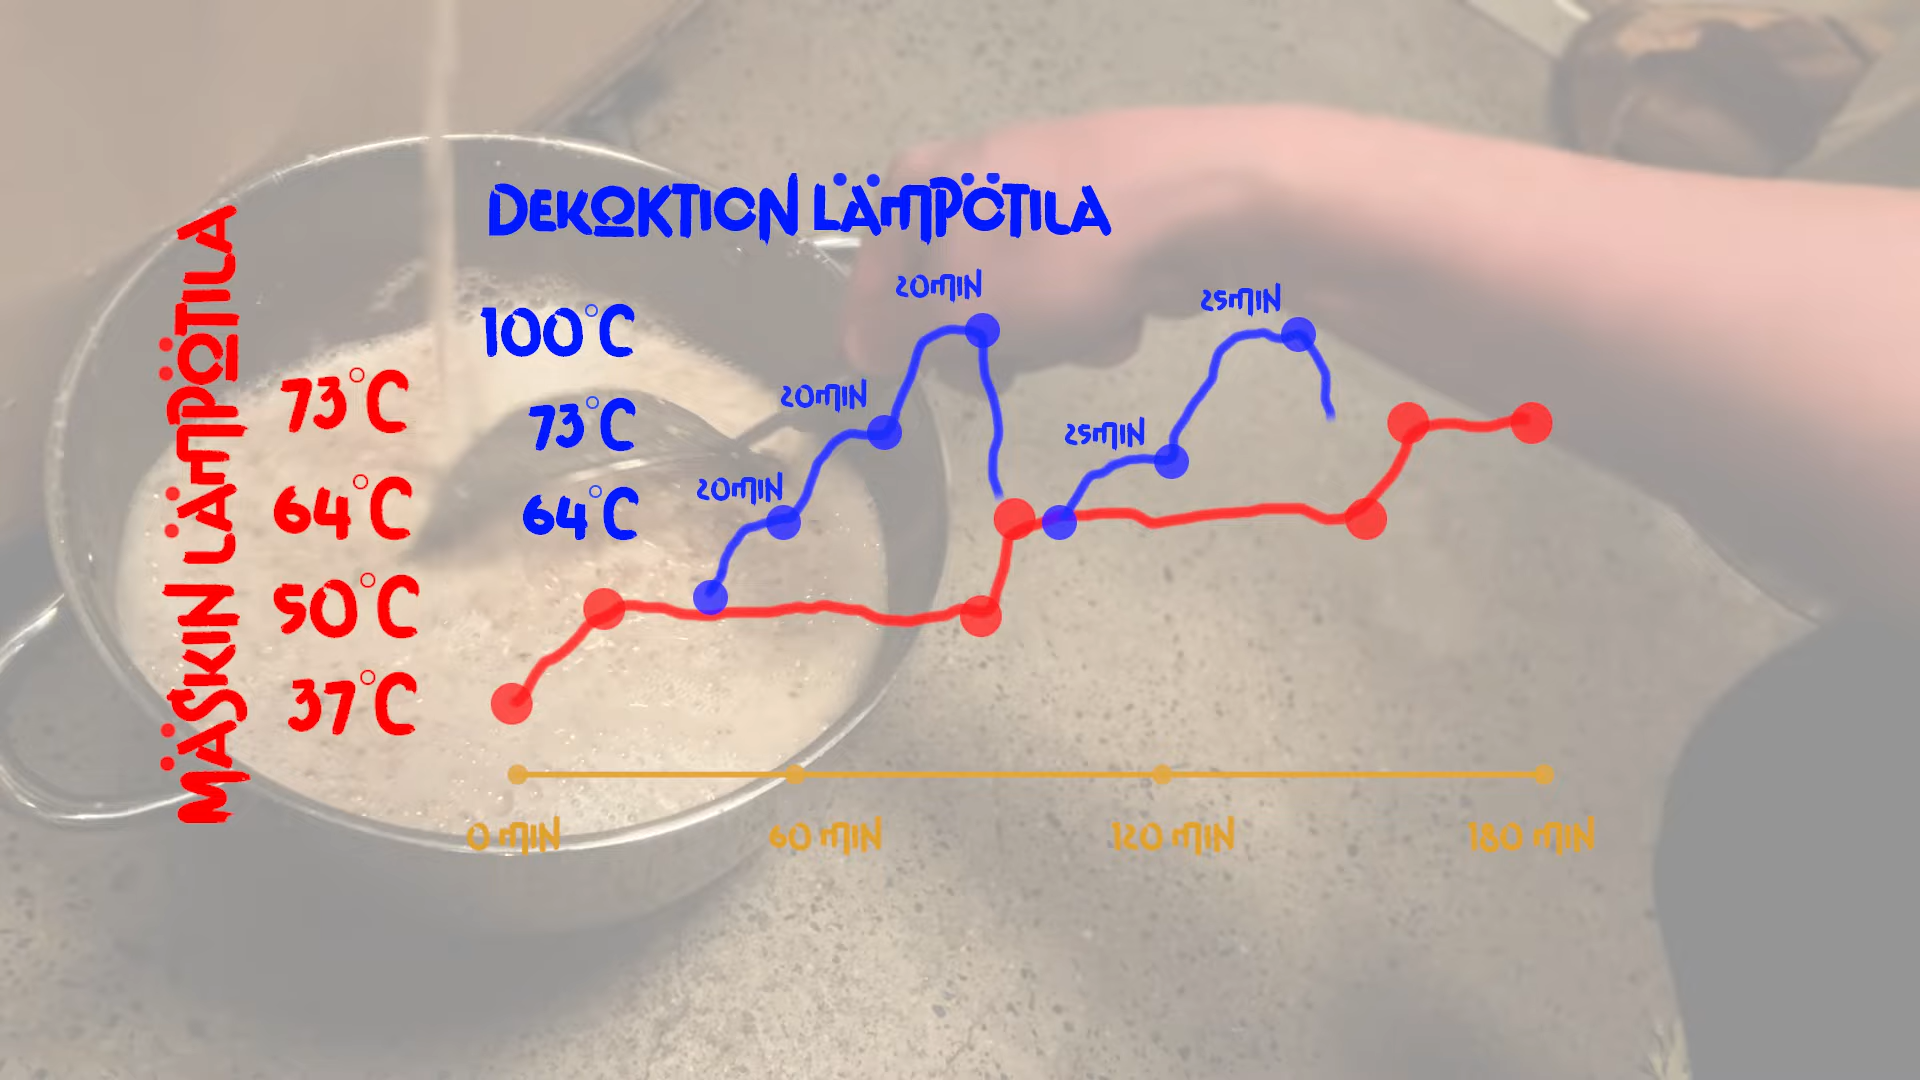 DEKOKTION LÄMPÖTILA
MÄSKIN LÄMPÖTILA
20MIN
25MIN
100°C
73°C
20MIN
73°C
25MIN
64°C
64°C
20MIN
50°C
37°C
0 MIN
60 MIN
120 MIN
180 MIN